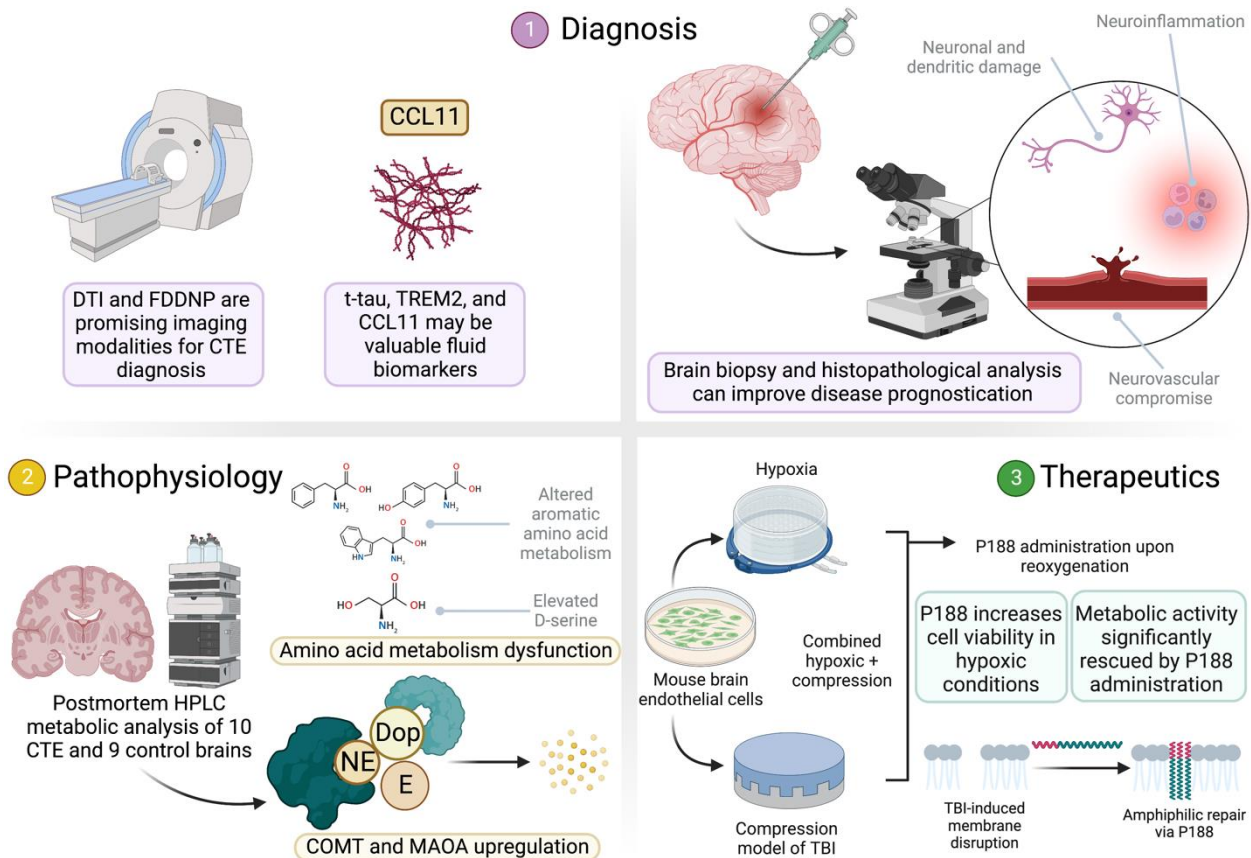 1 Diagnosis
CCL11
DTI and FDDNP are
promising imaging
modalities for CTE
diagnosis
t-tau, TREM2, and
CCL11 may be
valuable fluid
biomarkers
Neuroinflammation
Neuronal and
dendritic damage
Neurovascular
compromise
Brain biopsy and histopathological analysis
can improve disease prognostication
2 Pathophysiology
O
OH
NH2
O
OH
NH2
HO
O
OH
NH2
N
H
Altered
aromatic
amino acid
metabolism
O
HO
OH
NH2
Elevated
D-serine
Amino acid metabolism dysfunction
Postmortem HPLC
metabolic analysis of 10
CTE and 9 control brains
Dop
NE
E
COMT and MAOA upregulation
3 Therapeutics
Hypoxia
Mouse brain
endothelial cells
Combined
hypoxic +
compression
Compression
model of TBI
P188 administration upon
reoxygenation
P188 increases
cell viability in
hypoxic
conditions
Metabolic activity
significantly
rescued by P188
administration
TBI-induced
membrane
disruption
Amphiphilic repair
via P188